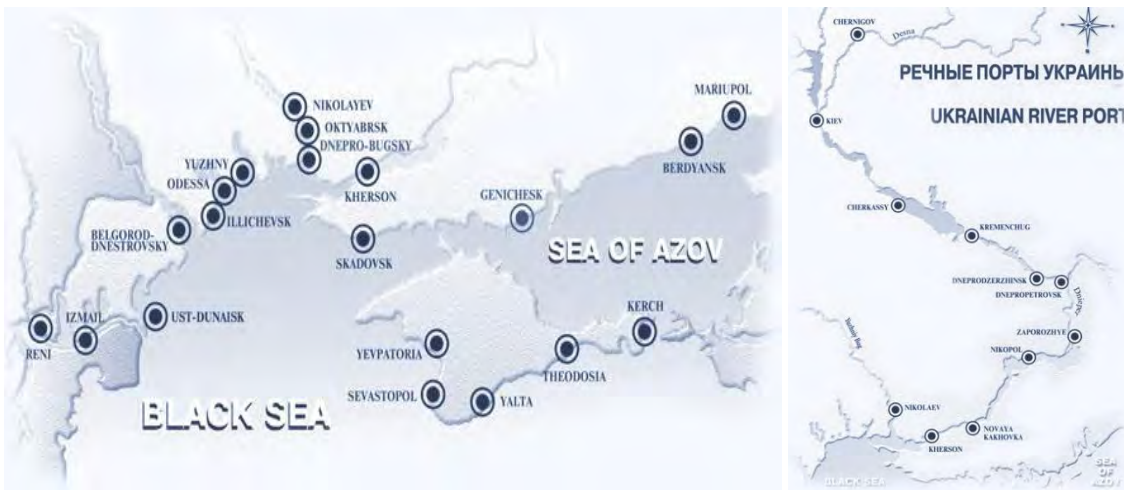 NIKOLAYEV
OKTYABRSK
DNEPRO-BUGSKY
YUZHNY
ODESSA
ILLICHEVSK
KHERSON
BELGOROD-
DNESTROVSKY
SKADOVSK
GENICHESK
MARIUPOL
BERDYANSK
SEA OF AZOV
RENI
IZMAIL
UST-DUNAISK
KERCH
YEVPATORIA
THEODOSIA
SEVASTOPOL
YALTA
BLACK SEA
CHERNIGOV
Desna
РЕЧНЫЕ ПОРТЫ УКРАИНЫ
UKRAINIAN RIVER PORT
KIEV
CHERKASSY
KREMENCHUG
DNEPRODZERZHINSK
DNEPROPETROVSK
ZAPOROZHYE
NIKOPOL
NIKOLAEV
NOVAYA
KAKHOVKA
KHERSON
BLACK SEA
SEA
OF
AZOV